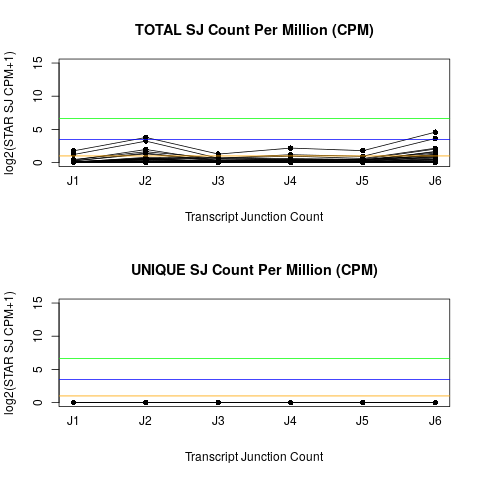 TOTAL SJ Count Per Million (CPM)
log2(STAR SJ CPM+1)
15
10
5
0
J1 J2 J3 J4 J5 J6
Transcript Junction Count
UNIQUE SJ Count Per Million (CPM)
log2(STAR SJ CPM+1)
15
10
5
0
J1 J2 J3 J4 J5 J6
Transcript Junction Count